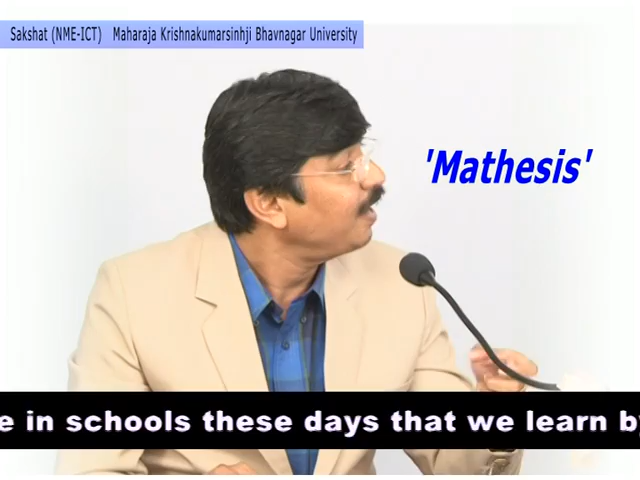 Sakshat (NME-ICT) Maharaja Krishnakumarsinhji Bhavnagar University
'Mathesis'
e in schools these days that we learn by